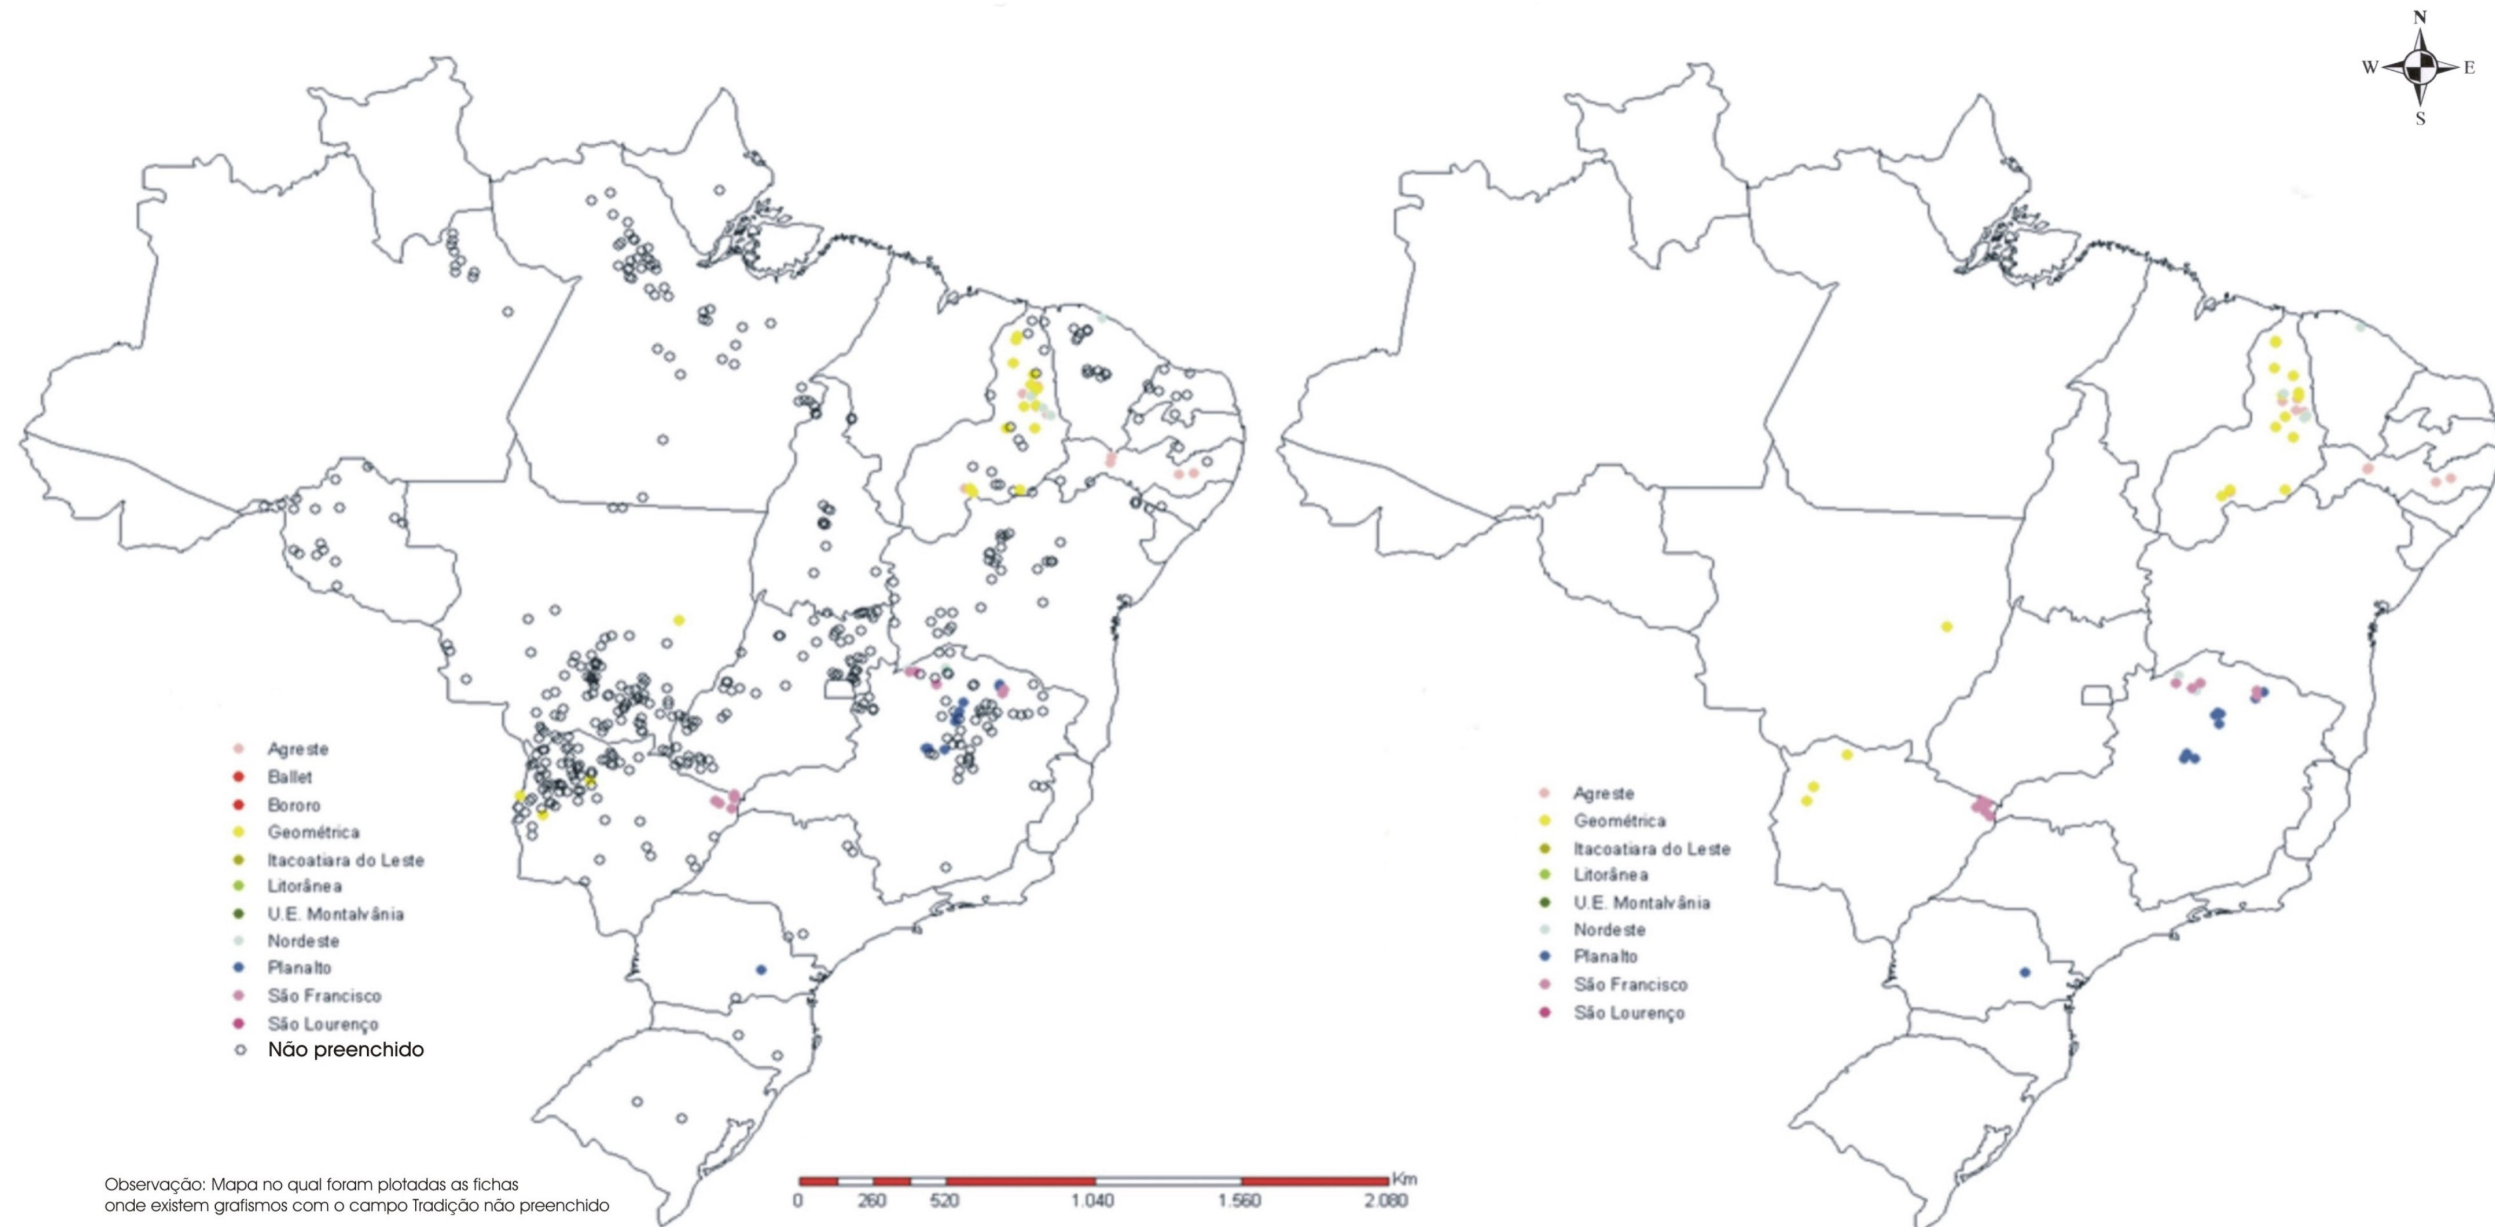 N
W E
S
Agreste
Ballet
Bororo
Geométrica
Itacoatiara do Leste
Litorânea
U.E. Montalvânia
Nordeste
Planalto
São Francisco
São Lourenço
Não preenchido
Agreste
Geométrica
Itacoatiara do Leste
Litorânea
U.E. Montalvânia
Nordeste
Planalto
São Francisco
São Lourenço
Observação: Mapa no qual foram plotadas as fichas
onde existem grafismos com o campo Tradição não preenchido
Km
0 260 520 1.040 1.560 2.080